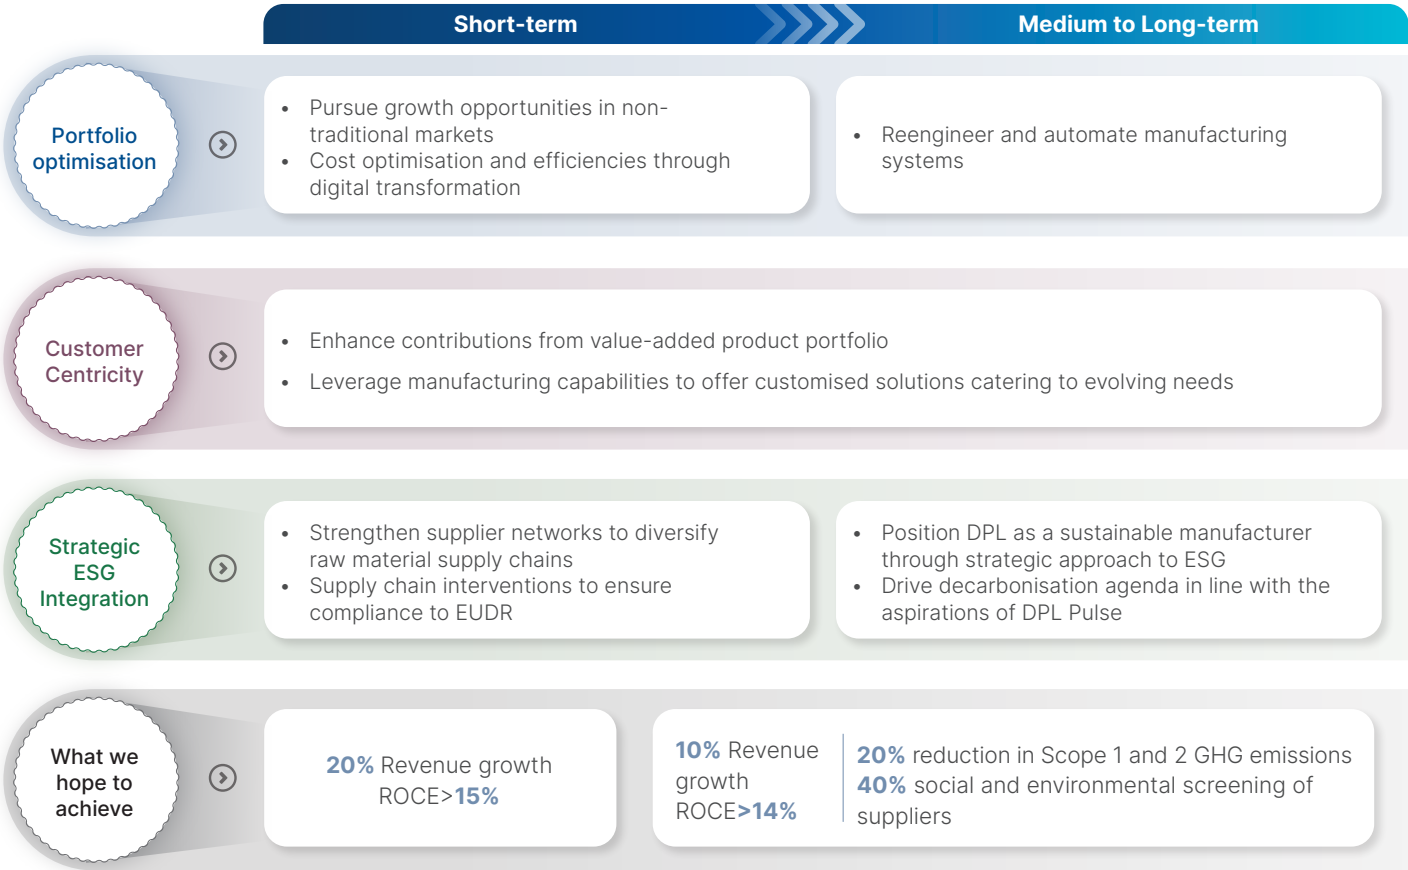 Short-term
Medium to Long-term
Portfolio
optimisation
• Pursue growth opportunities in non-
traditional markets
• Cost optimisation and efficiencies through
digital transformation
• Reengineer and automate manufacturing
systems
Customer
Centricity
• Enhance contributions from value-added product portfolio
• Leverage manufacturing capabilities to offer customised solutions catering to evolving needs
Strategic
ESG
Integration
• Strengthen supplier networks to diversify
raw material supply chains
• Supply chain interventions to ensure
compliance to EUDR
• Position DPL as a sustainable manufacturer
through strategic approach to ESG
• Drive decarbonisation agenda in line with the
aspirations of DPL Pulse
What we
hope to
achieve
20% Revenue growth
ROCE>15%
10% Revenue
growth
ROCE>14%
20% reduction in Scope 1 and 2 GHG emissions
40% social and environmental screening of
suppliers